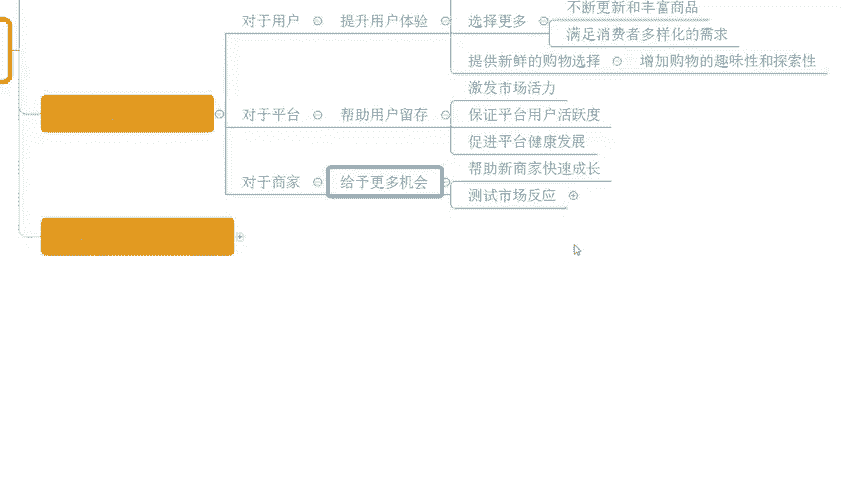 不断更新和丰富商品
对于用户 提升用户体验 选择更多
满足消费者多样化的需求
提供新鲜的购物选择 增加购物的趣味性和探索性
激发市场活力
对于平台 帮助用户留存 保证平台用户活跃度
促进平台健康发展
帮助新商家快速成长
对于商家 给予更多机会
测试市场反应